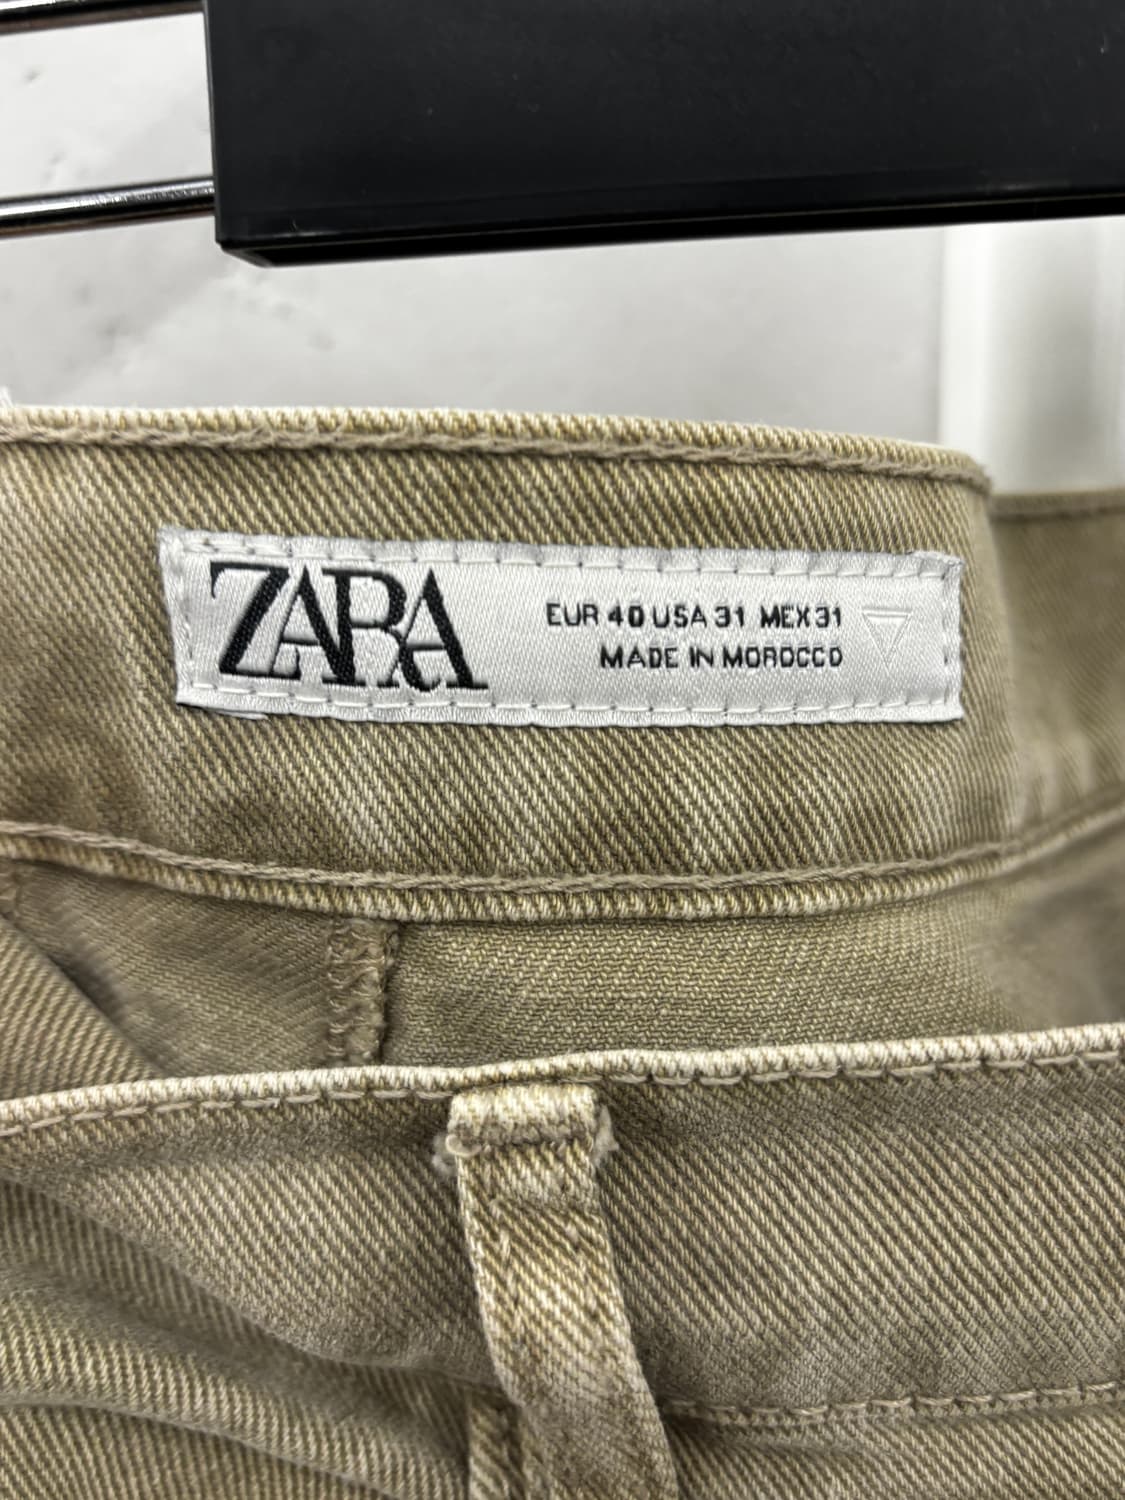 ZARA
EUR 40 USA 31 MEX 31
MADE IN MOROCCO